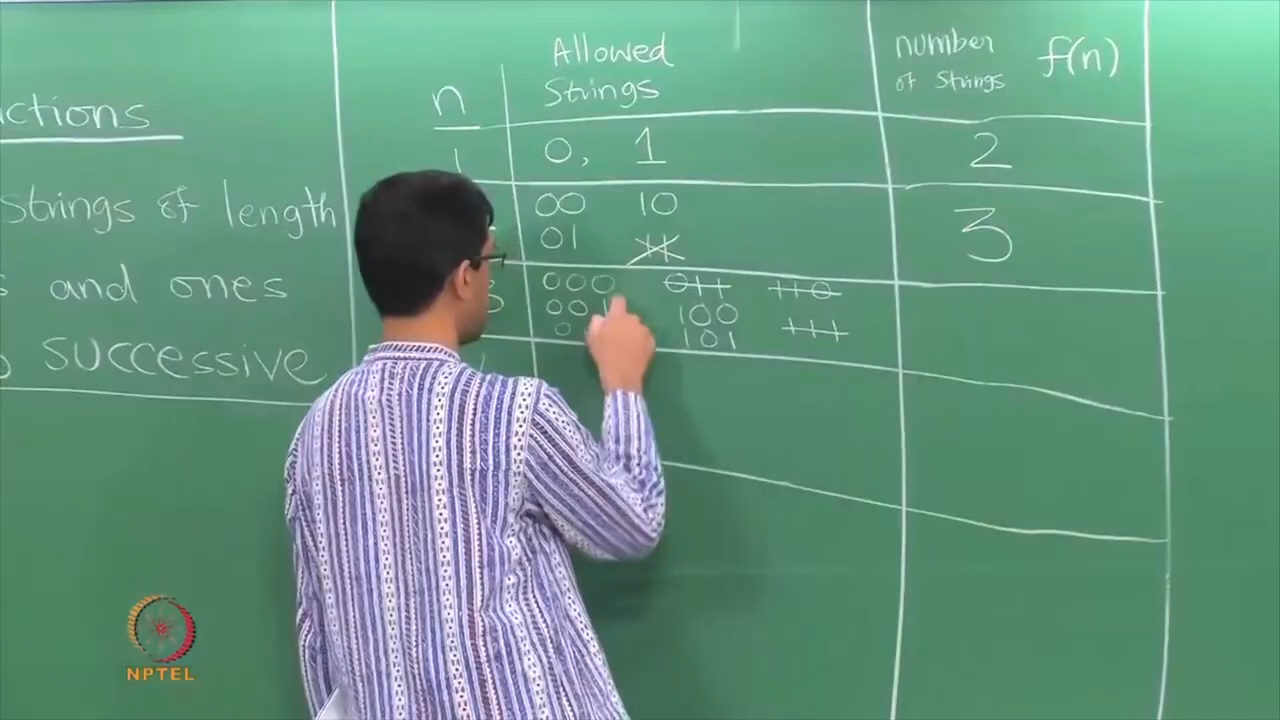 ctions
Strings of length
s and ones
o successive
n
Allowed
Strings
number
of Strings
f(n)
1
0, 1
2
00 10
01 11
3
000 011 110
001 100
0 101 111
NPTEL